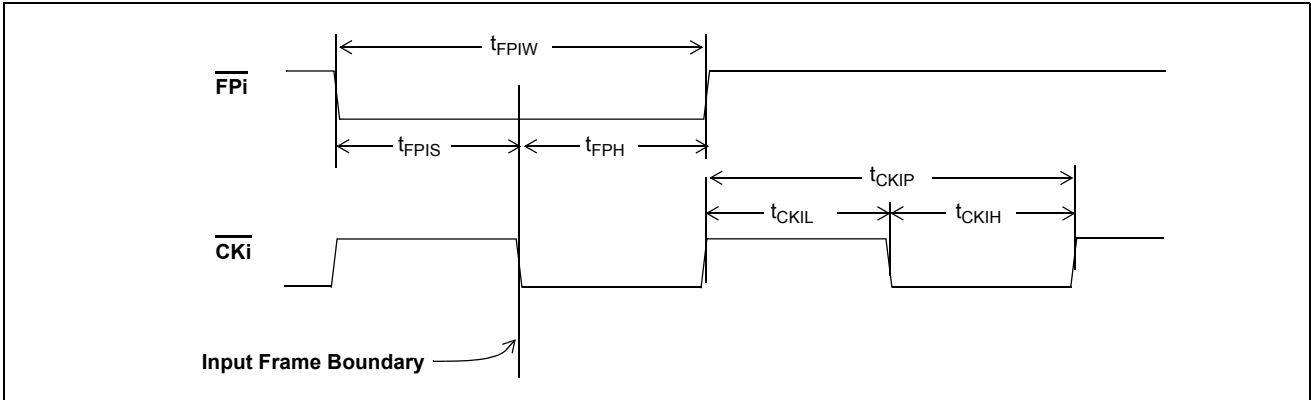 tFPIW
FPi
tFPIS
tFPH
tCKIP
tCKIL
tCKIH
CKi
Input Frame Boundary